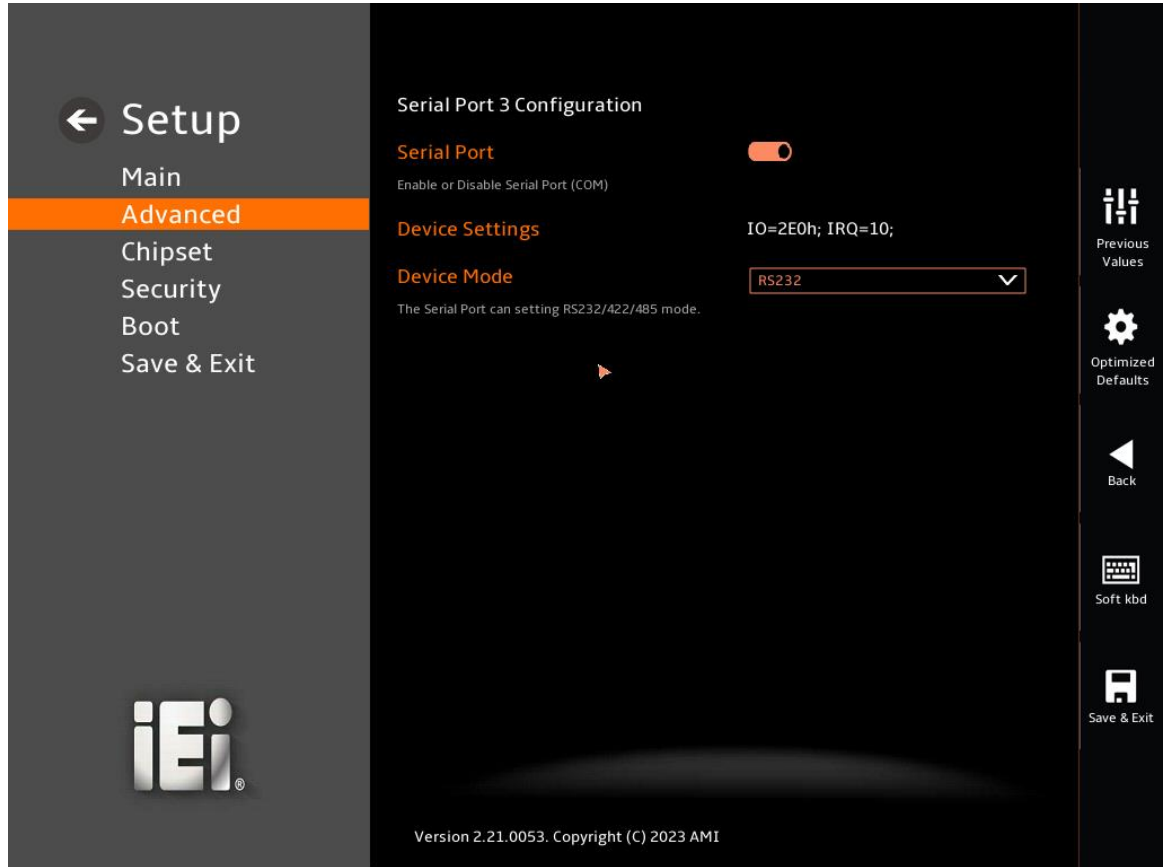 Setup
Main
Advanced
Chipset
Security
Boot
Save & Exit
iEi®
Serial Port 3 Configuration
Serial Port
Enable or Disable Serial Port (COM)
Device Settings IO=2E0h; IRQ=10;
Device Mode RS232
The Serial Port can setting RS232/422/485 mode.
Version 2.21.0053. Copyright (C) 2023 AMI
Previous
Values
Optimized
Defaults
Back
Soft kbd
Save & Exit